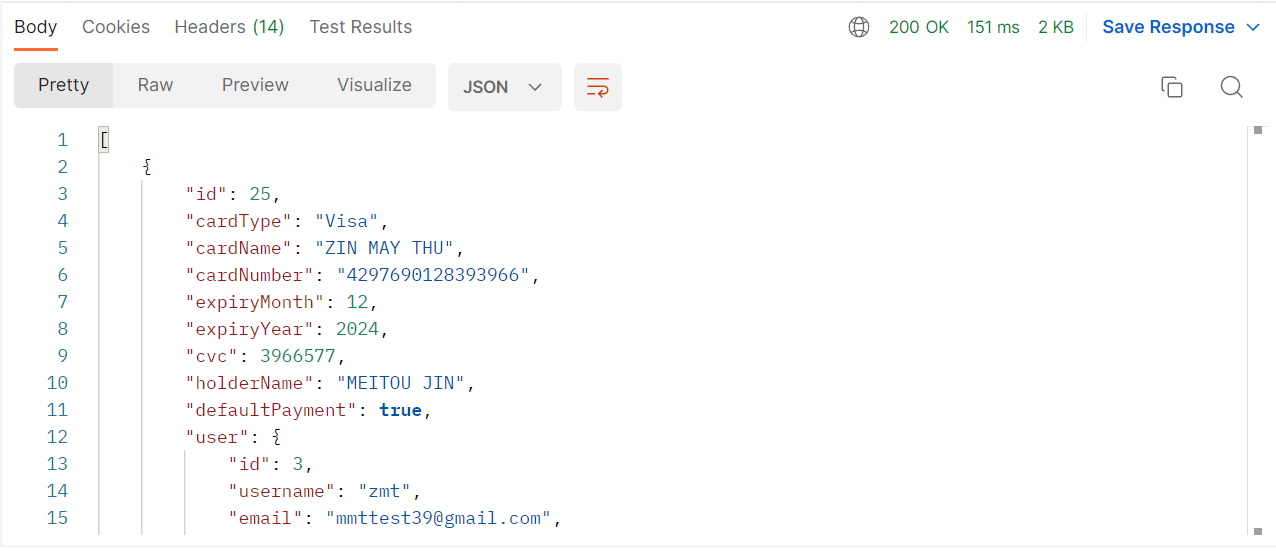 Body Cookies Headers (14) Test Results 200 OK 151 ms 2 KB Save Response
Pretty Raw Preview Visualize JSON
1 [
2 {
3 "id": 25,
4 "cardType": "Visa",
5 "cardName": "ZIN MAY THU",
6 "cardNumber": "4297690128393966",
7 "expiryMonth": 12,
8 "expiryYear": 2024,
9 "cvc": 3966577,
10 "holderName": "MEITOU JIN",
11 "defaultPayment": true,
12 "user": {
13 "id": 3,
14 "username": "zmt",
15 "email": "mmttest39@gmail.com",